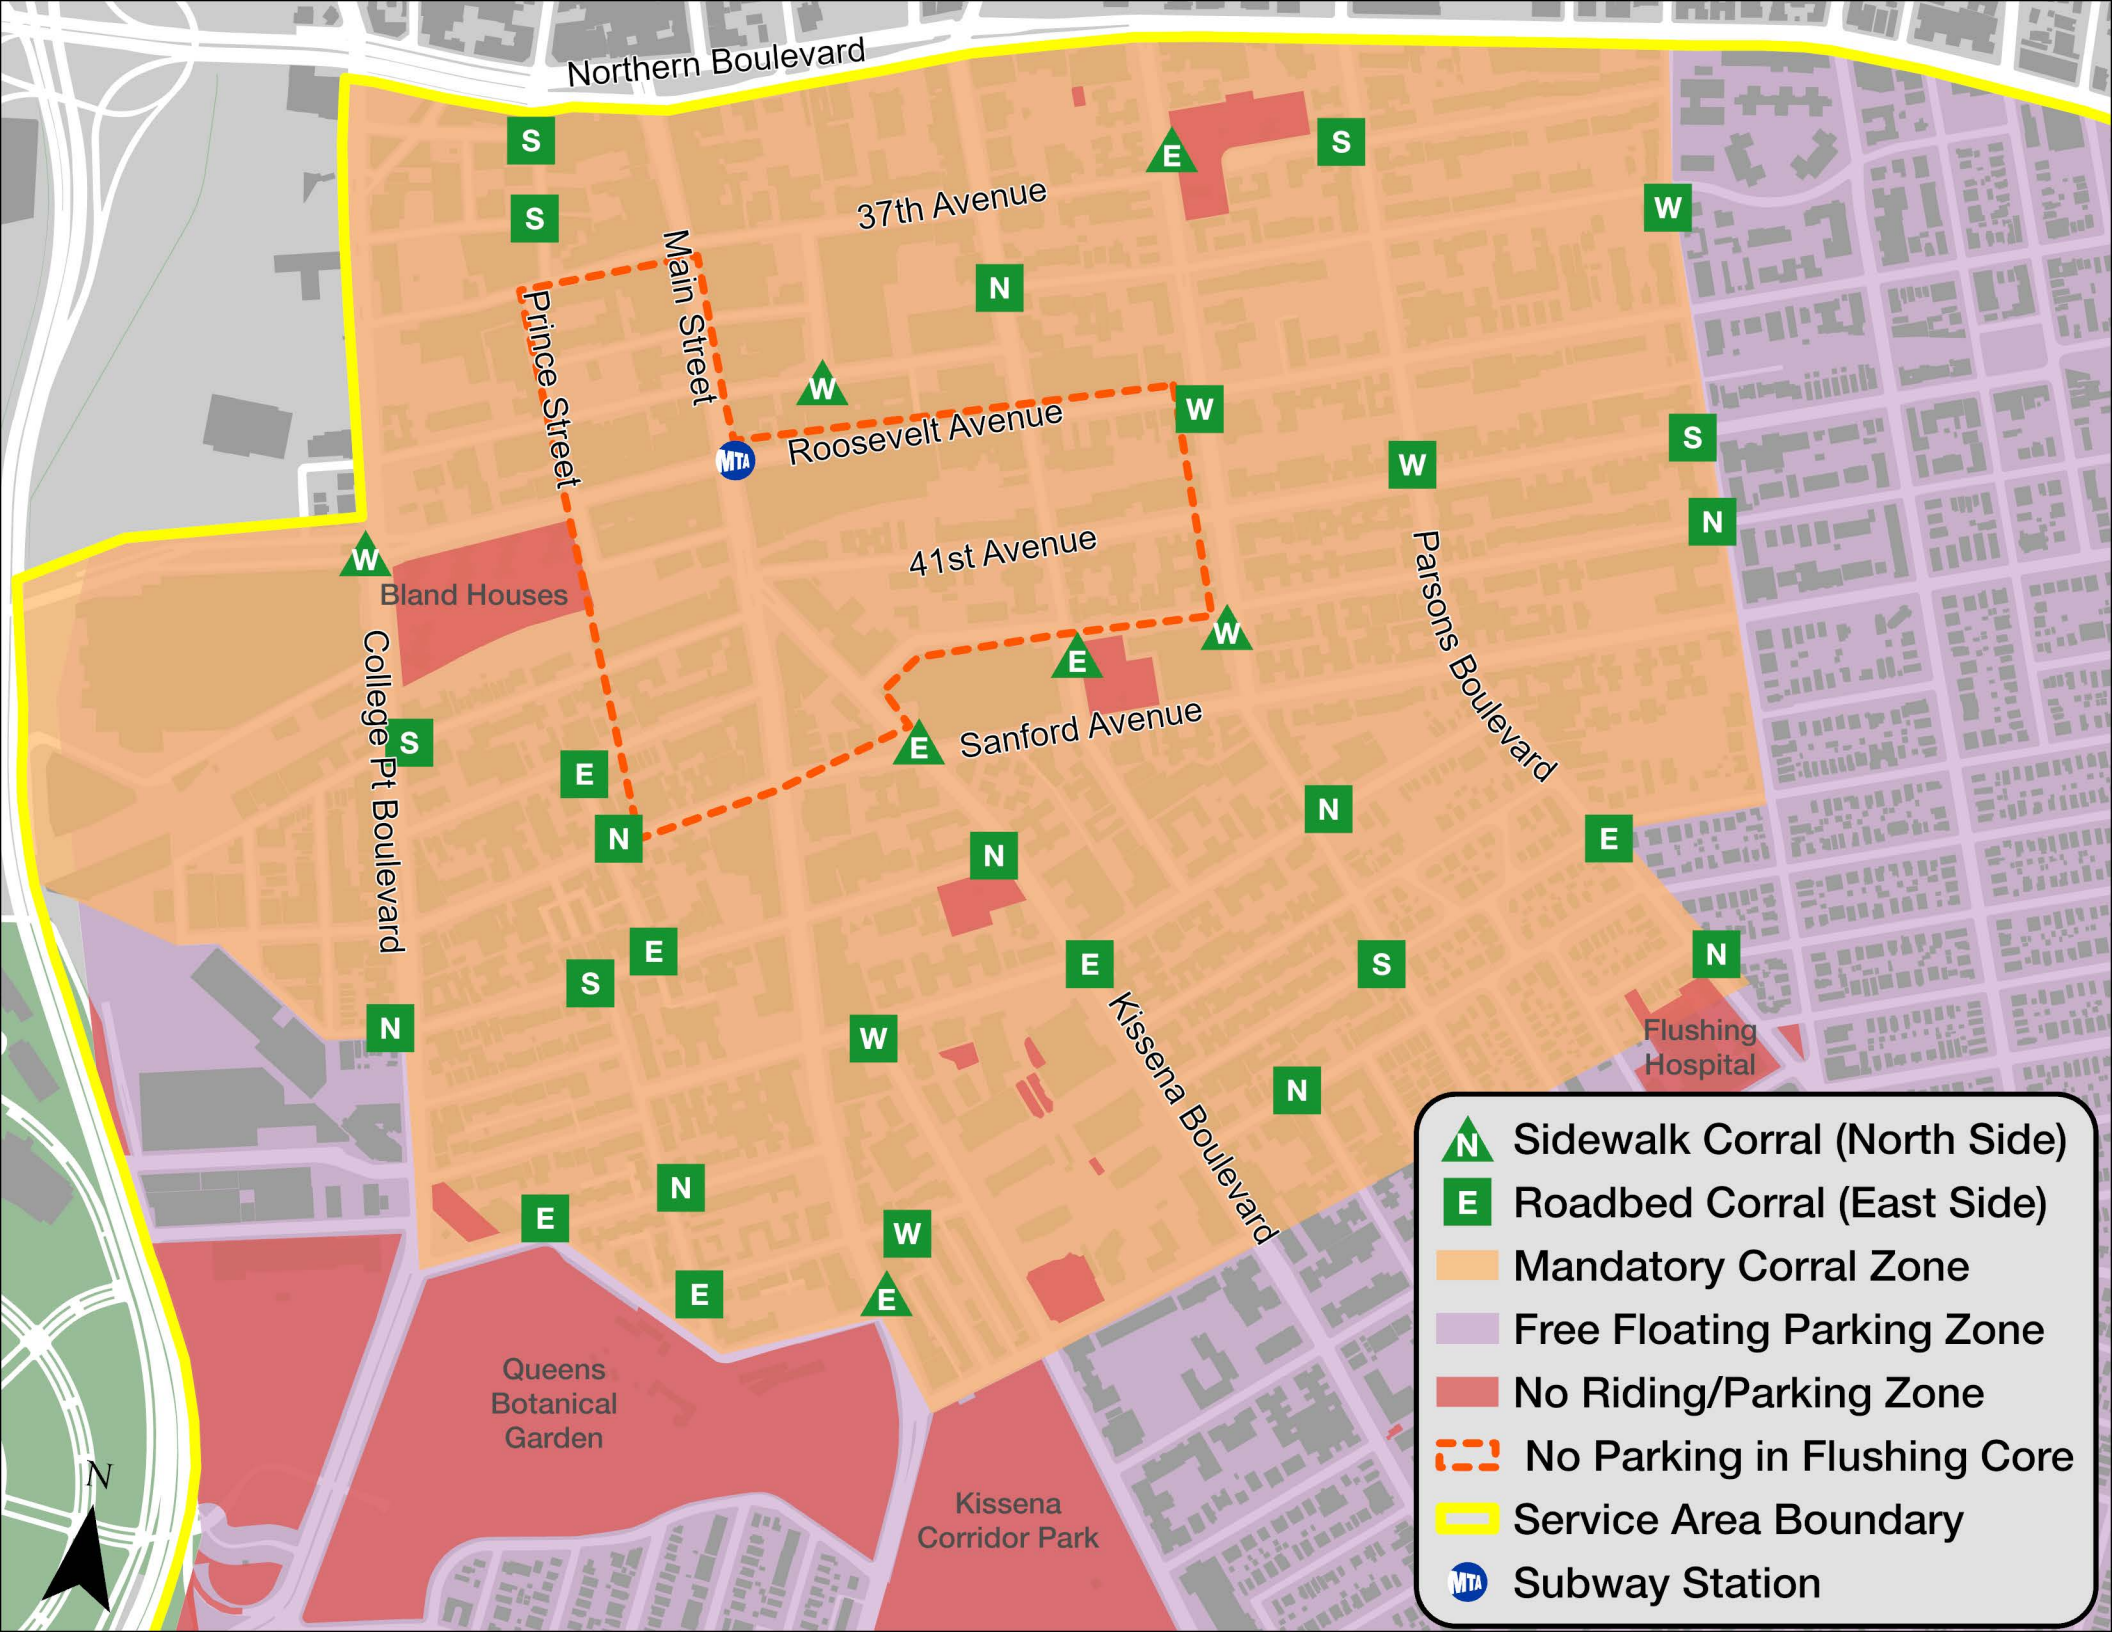 Northern Boulevard
S
E
S
37th Avenue
W
S
Main Street
N
Prince Street
W
W
Roosevelt Avenue
S
MTA
W
N
41st Avenue
W
Bland Houses
Parsons Boulevard
W
College Pt Boulevard
E
Sanford Avenue
S
E
E
N
N
E
N
E
N
E
S
S
N
Flushing
Hospital
W
Kissena Boulevard
N
N
E
W
E
E
Queens
Botanical
Garden
Kissena
Corridor Park
N
N Sidewalk Corral (North Side)
E Roadbed Corral (East Side)
Mandatory Corral Zone
Free Floating Parking Zone
No Riding/Parking Zone
No Parking in Flushing Core
Service Area Boundary
MTA Subway Station